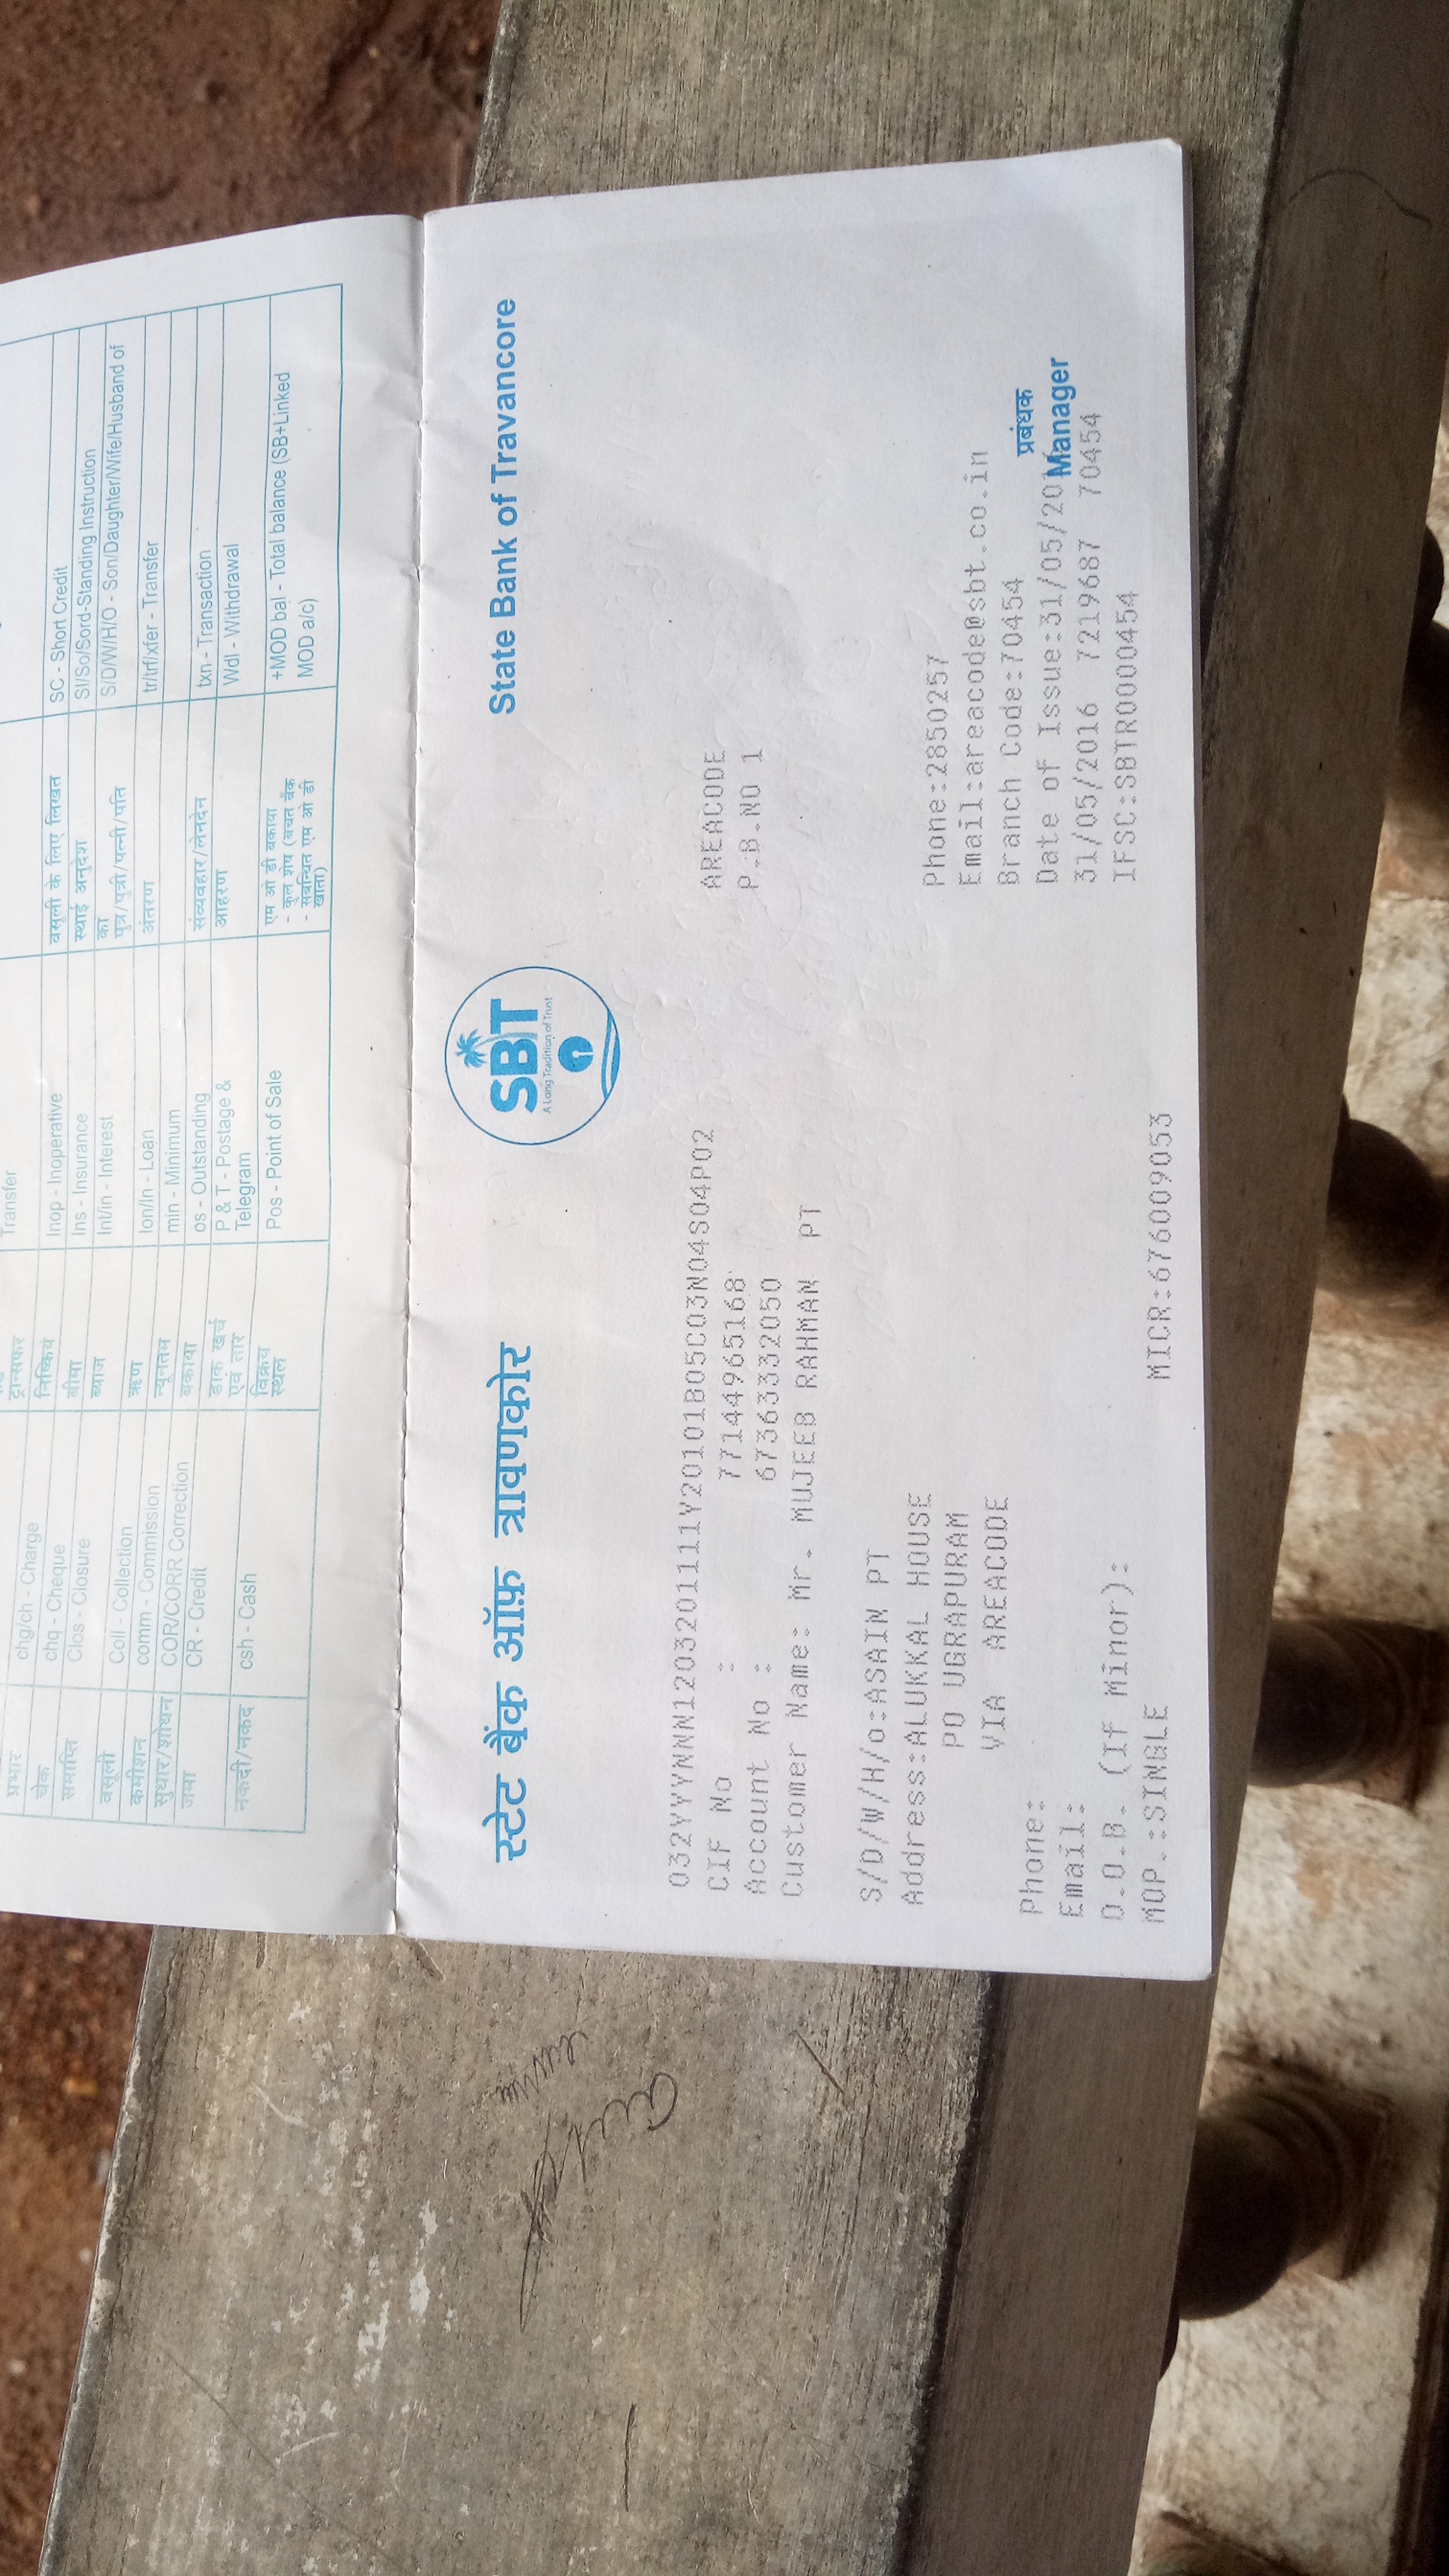 Transfer
ट्रान्सफर
SC - Short Credit
वसूली के लिए लिखत
Inop - Inoperative
निष्क्रिय
chg/ch - Charge
प्रभार
SI/So/Sord-Standing Instruction
स्थाई अनुदेश
Ins - Insurance
बीमा
chq - Cheque
चेक
S/D/W/H/O - Son/Daughter/Wife/Husband of
का
पुत्र/पुत्री/पत्नी/पति
Int/in - Interest
ब्याज
Clos - Closure
समाप्ति
tr/trf/xfer - Transfer
अंतरण
lon/ln - Loan
ऋण
Coll - Collection
वसूली
min - Minimum
न्यूनतम
comm - Commission
कमीशन
txn - Transaction
संव्यवहार/लेनदेन
os - Outstanding
बकाया
COR/CORR Correction
सुधार/शोधन
Wdl - Withdrawal
आहरण
P & T - Postage &
Telegram
डाक खर्च
एवं तार
CR - Credit
जमा
+MOD bal - Total balance (SB+Linked
MOD a/c)
एम ओ डी बकाया
- कुल शेष (बचत बैंक
- सबन्धित एम ओ डी
खाता)
Pos - Point of Sale
विक्रय
स्थल
csh - Cash
नकदी/नकद
स्टेट बैंक ऑफ़ त्रावणकोर
SBT
A Long Tradition of Trust
State Bank of Travancore
032YYYNNN1203201111Y20101B05C03N04S04P02
CIF No : 77144965168
Account No : 67363332050
Customer Name: Mr. MUJEEB RAHMAN PT
AREACODE
P.B.NO 1
S/D/W/H/o:ASAIN PT
Address:ALUKKAL HOUSE
PO UGRAPURAM
VIA AREACODE
Phone:
Email:
D.O.B. (If Minor):
MOP.:SINGLE
MICR:676009053
Phone:2850257
Email:areacode@sbt.co.in
Branch Code:70454
Date of Issue:31/05/20
31/05/2016 7219687 70454
IFSC:SBTR0000454
प्रबंधक
Manager